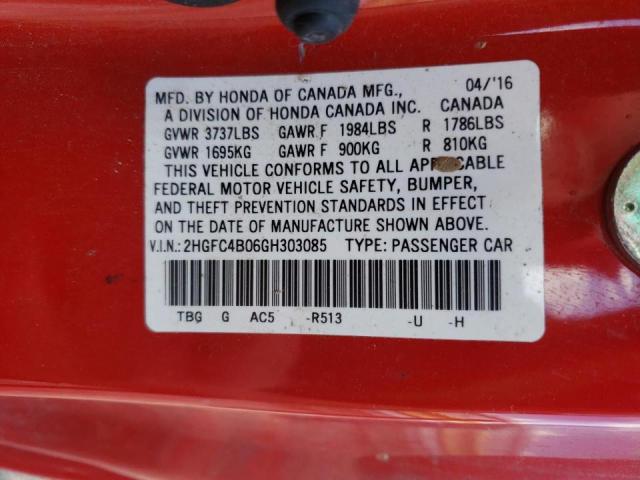 MFD. BY HONDA OF CANADA MFG., 04/'16
A DIVISION OF HONDA CANADA INC. CANADA
GVWR 3737LBS GAWR F 1984LBS R 1786LBS
GVWR 1695KG GAWR F 900KG R 810KG
THIS VEHICLE CONFORMS TO ALL APPLICABLE
FEDERAL MOTOR VEHICLE SAFETY, BUMPER,
AND THEFT PREVENTION STANDARDS IN EFFECT
ON THE DATE OF MANUFACTURE SHOWN ABOVE.
V.I.N.: 2HGFC4B06GH303085 TYPE: PASSENGER CAR
TBG G AC5 -R513 -U -H